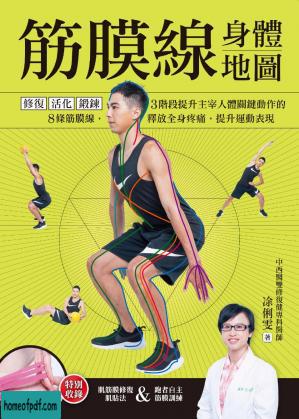 筋膜線
身體
地圖
修復 活化 鍛鍊
3階段提升主宰人體關鍵動作的
8條筋膜線，
釋放全身疼痛，提升運動表現
中西醫雙修復健專科醫師
凃俐雯 著
特別
收錄
肌筋膜修復
肌貼法
&
跑者自主
筋膜訓練
homeofpdf.com